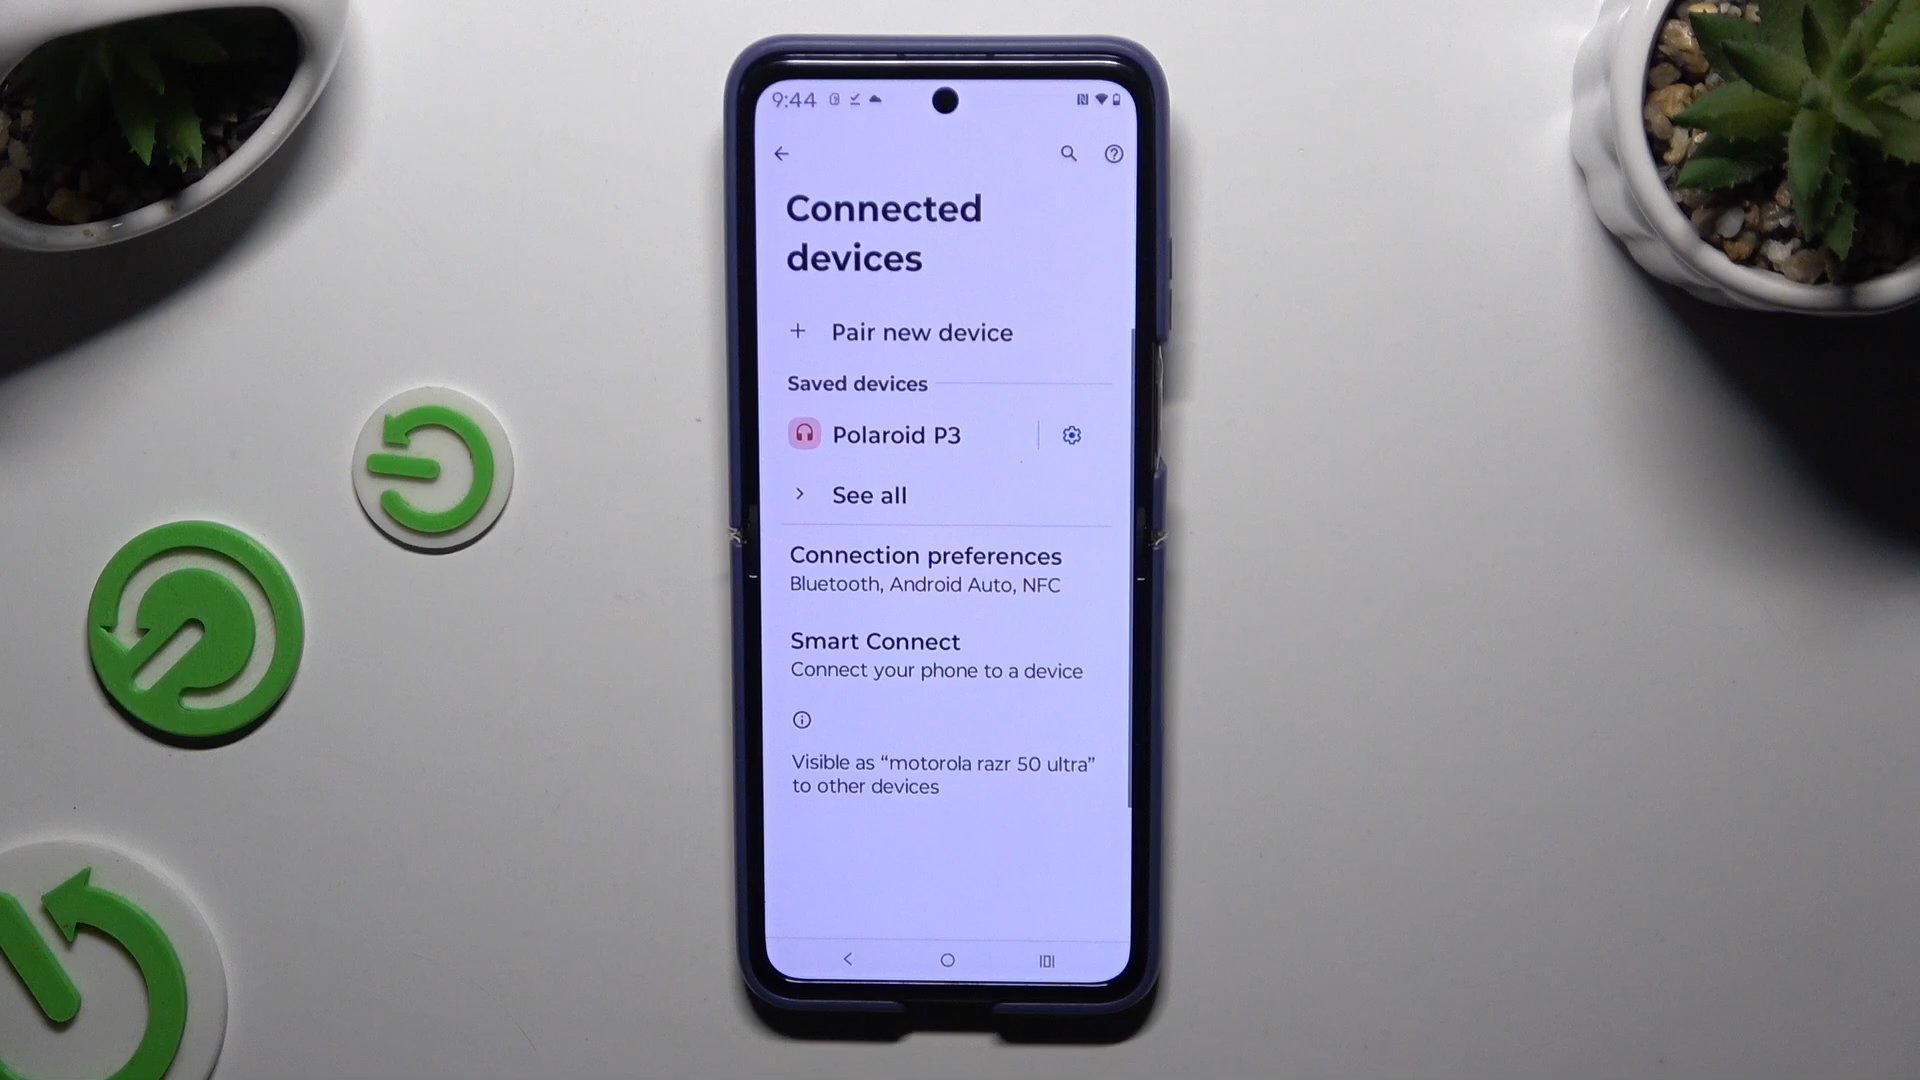 9:44
Connected
devices
+ Pair new device
Saved devices
Polaroid P3
See all
Connection preferences
Bluetooth, Android Auto, NFC
Smart Connect
Connect your phone to a device
Visible as “motorola razr 50 ultra”
to other devices